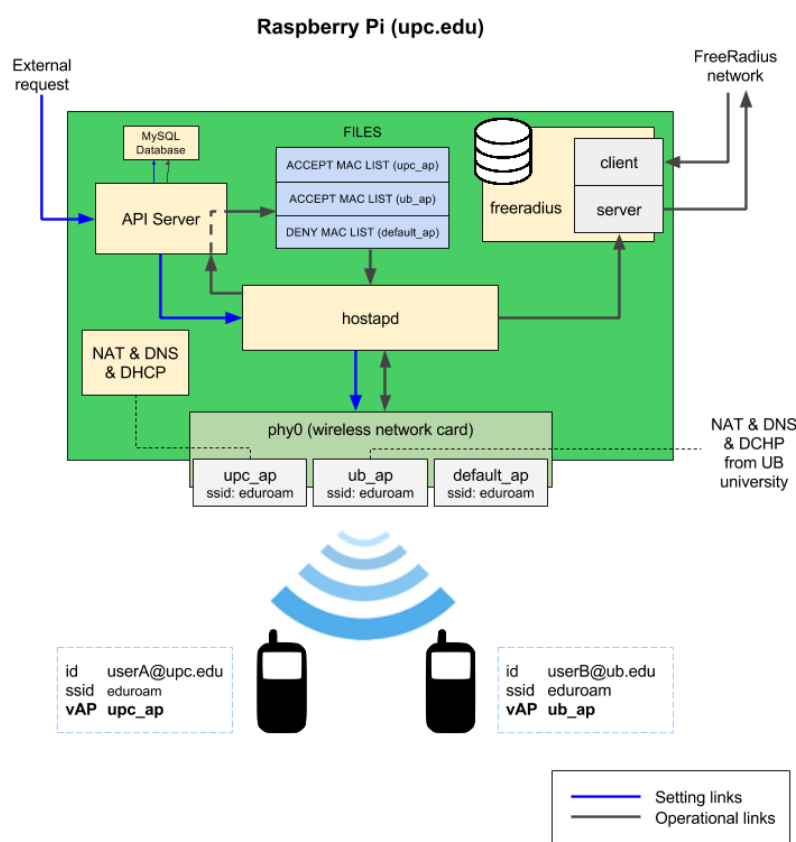 Raspberry Pi (upc.edu)
External
request
FreeRadius
network
MySQL
Database
FILES
ACCEPT MAC LIST (upc_ap)
ACCEPT MAC LIST (ub_ap)
DENY MAC LIST (default_ap)
API Server
client
freeradius
server
hostapd
NAT & DNS
& DHCP
phy0 (wireless network card)
NAT & DNS
& DCHP
from UB
university
upc_ap
ssid: eduroam
ub_ap
ssid: eduroam
default_ap
ssid: eduroam
id userA@upc.edu
ssid eduroam
vAP upc_ap
id userB@ub.edu
ssid eduroam
vAP ub_ap
Setting links
Operational links